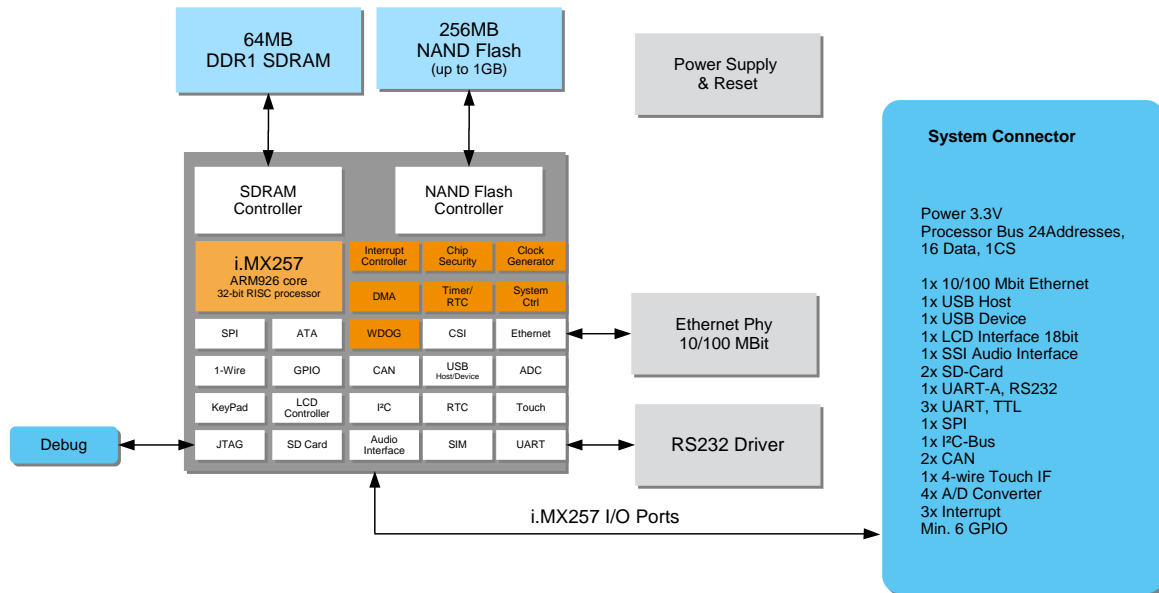 64MB
DDR1 SDRAM
256MB
NAND Flash
(up to 1GB)
Power Supply
& Reset
System Connector
Power 3.3V
Processor Bus 24Addresses,
16 Data, 1CS
1x 10/100 Mbit Ethernet
1x USB Host
1x USB Device
1x LCD Interface 18bit
1x SSI Audio Interface
2x SD-Card
1x UART-A, RS232
3x UART, TTL
1x SPI
1x I²C-Bus
2x CAN
1x 4-wire Touch IF
4x A/D Converter
3x Interrupt
Min. 6 GPIO
SDRAM
Controller
NAND Flash
Controller
i.MX257
ARM926 core
32-bit RISC processor
Interrupt
Controller
Chip
Security
Clock
Generator
DMA
Timer/
RTC
System
Ctrl
SPI
ATA
WDOG
CSI
Ethernet
1-Wire
GPIO
CAN
USB
Host/Device
ADC
KeyPad
LCD
Controller
I²C
RTC
Touch
JTAG
SD Card
Audio
Interface
SIM
UART
Ethernet Phy
10/100 MBit
RS232 Driver
Debug
i.MX257 I/O Ports